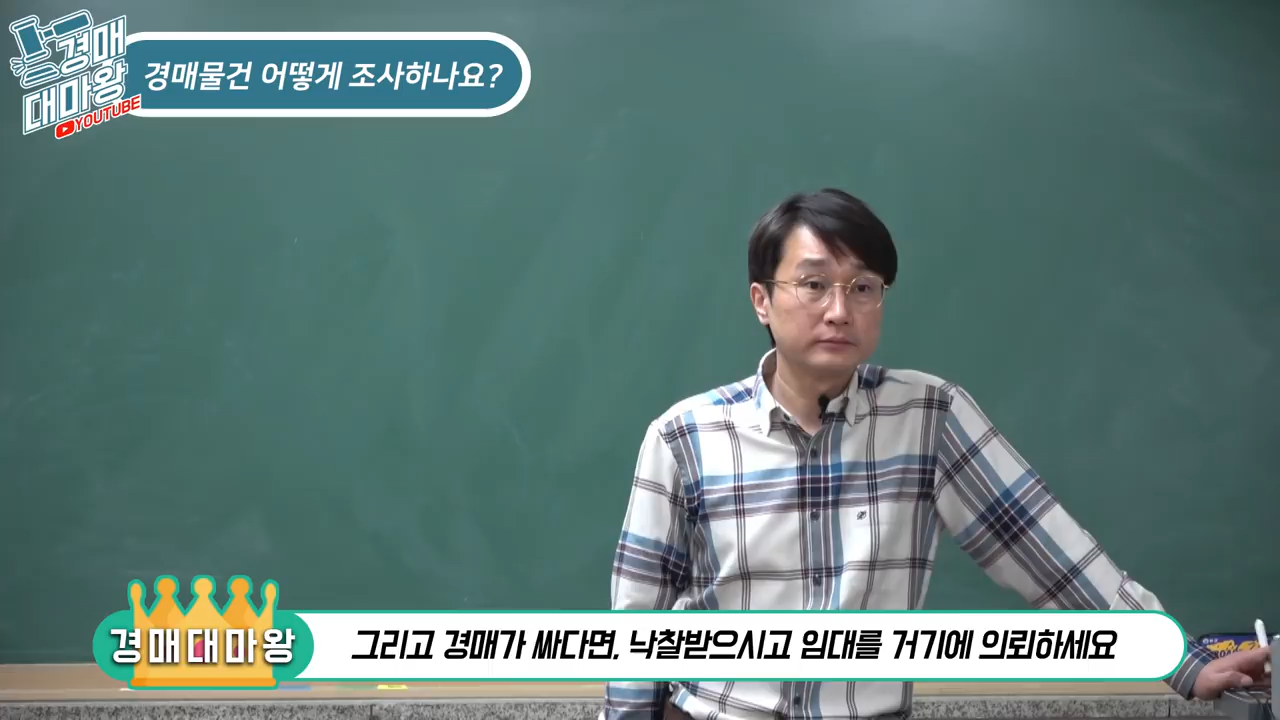 경매
대마왕
YOUTUBE
경매물건 어떻게 조사하나요?
경매대마왕
그리고 경매가 싸다면, 낙찰받으시고 임대를 거기에 의뢰하세요